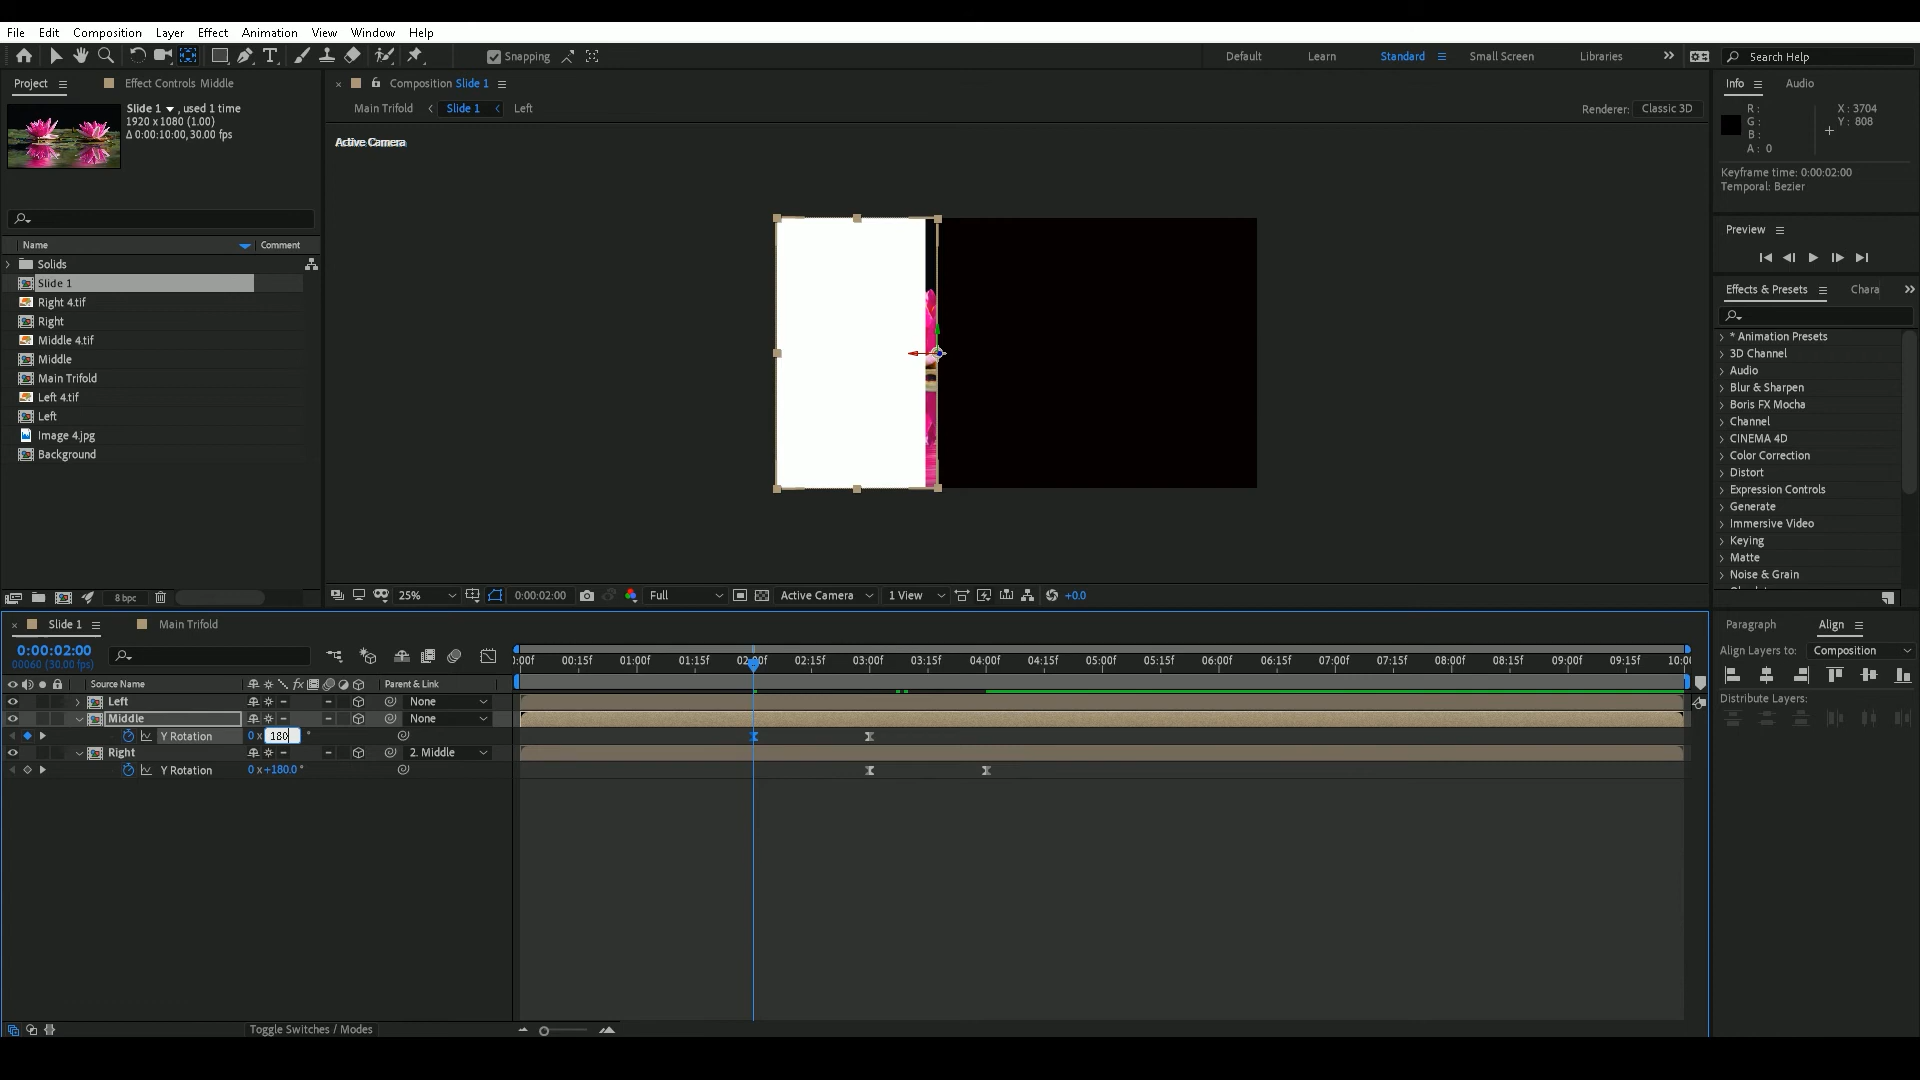 File Edit Composition Layer Effect Animation View Window Help
Snapping
Default Learn Standard Small Screen Libraries Search Help
Project Effect Controls Middle
Slide 1 , used 1 time
1920 x 1080 (1.00)
Δ 0:00:10:00, 30.00 fps
Name Comment
Solids
Slide 1
Right 4.tif
Right
Middle 4.tif
Middle
Main Trifold
Left 4.tif
Left
Image 4.jpg
Background
8 bpc
Composition Slide 1
Main Trifold Slide 1 Left
Renderer: Classic 3D
Active Camera
25% 0:00:02:00 Full Active Camera 1 View +0.0
Info Audio
R: X: 3704
G: Y: 808
B:
A: 0
Keyframe time: 0:00:02:00
Temporal: Bezier
Preview
Effects & Presets Chara
* Animation Presets
3D Channel
Audio
Blur & Sharpen
Boris FX Mocha
Channel
CINEMA 4D
Color Correction
Distort
Expression Controls
Generate
Immersive Video
Keying
Matte
Noise & Grain
Paragraph Align
Align Layers to: Composition
Distribute Layers:
Slide 1 Main Trifold
0:00:02:00
00060 (30.00 fps)
:00f 00:15f 01:00f 01:15f 02:00f 02:15f 03:00f 03:15f 04:00f 04:15f 05:00f 05:15f 06:00f 06:15f 07:00f 07:15f 08:00f 08:15f 09:00f 09:15f 10:00
Source Name fx Parent & Link
Left None
Middle None
Y Rotation 0 x 180 °
Right 2. Middle
Y Rotation 0 x +180.0 °
Toggle Switches / Modes